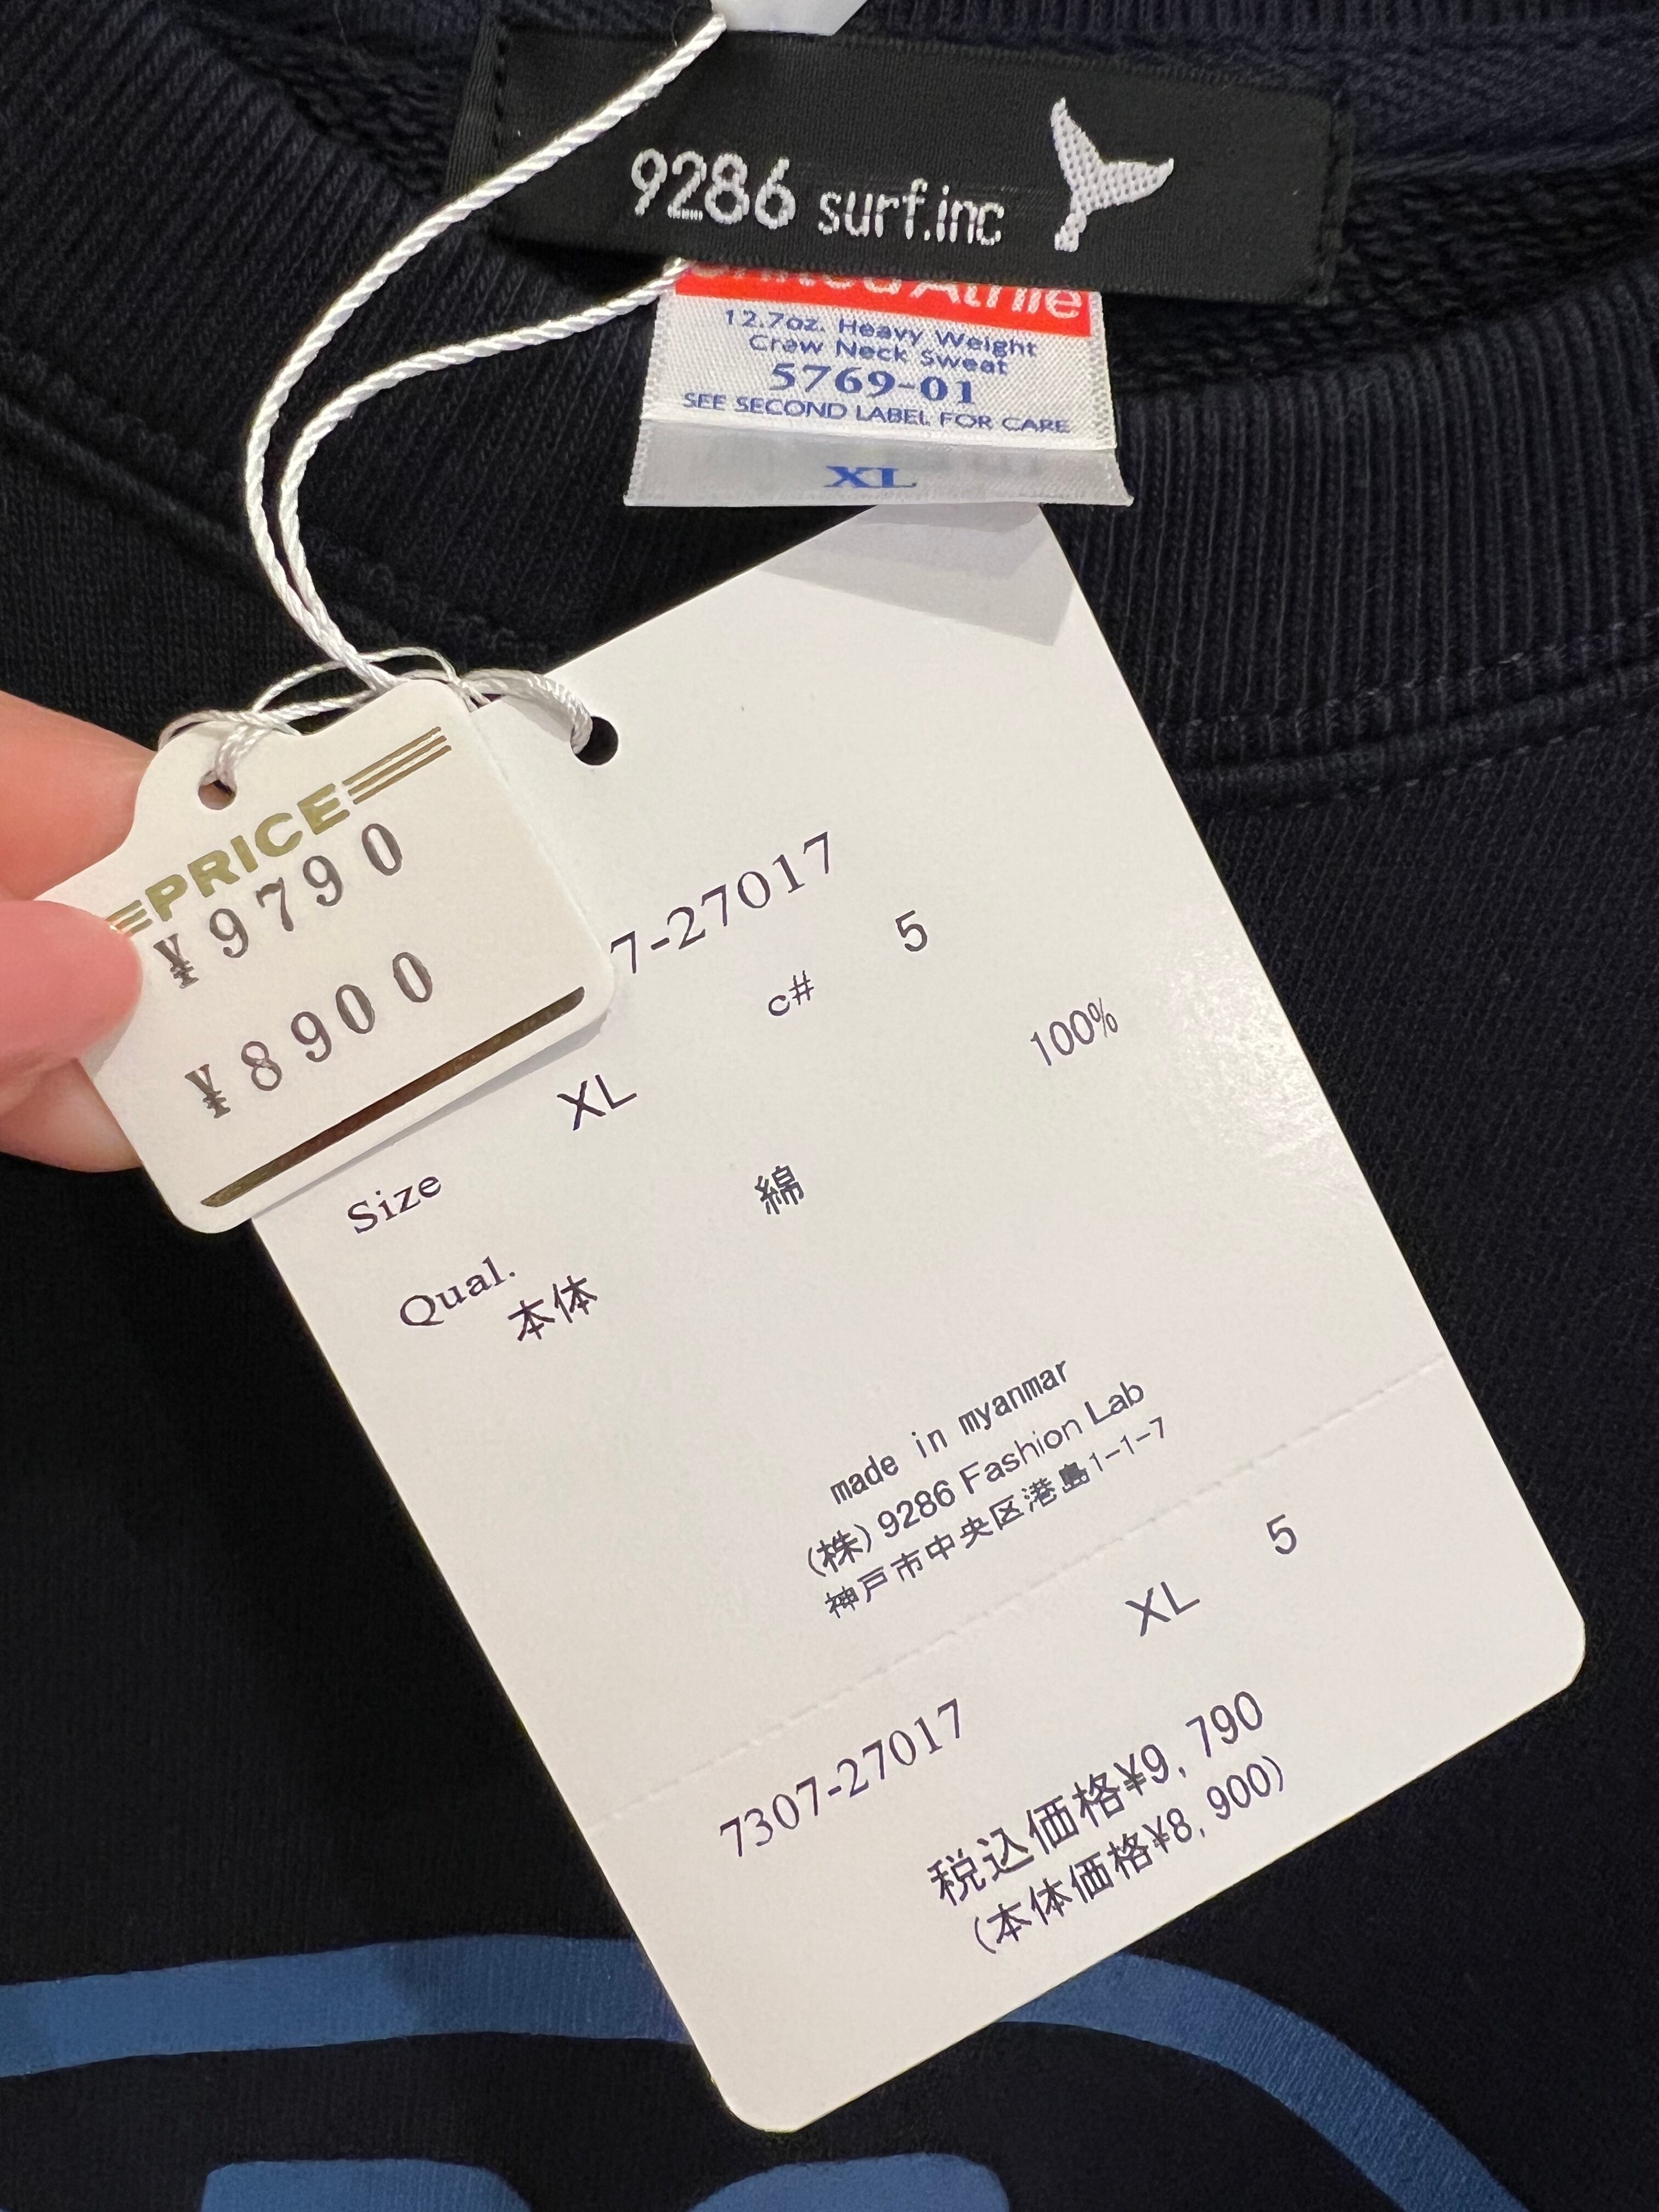 9286 surf.inc
United Athle
12.7oz. Heavy Weight
Crew Neck Sweat
5769-01
SEE SECOND LABEL FOR CARE
XL
PRICE
¥9790
¥8900
7-27017
c# 5
Size XL
Qual.
本体 綿 100%
made in myanmar
(株)9286 Fashion Lab
神戸市中央区港島1-1-7
7307-27017 XL 5
税込価格¥9,790
(本体価格¥8,900)